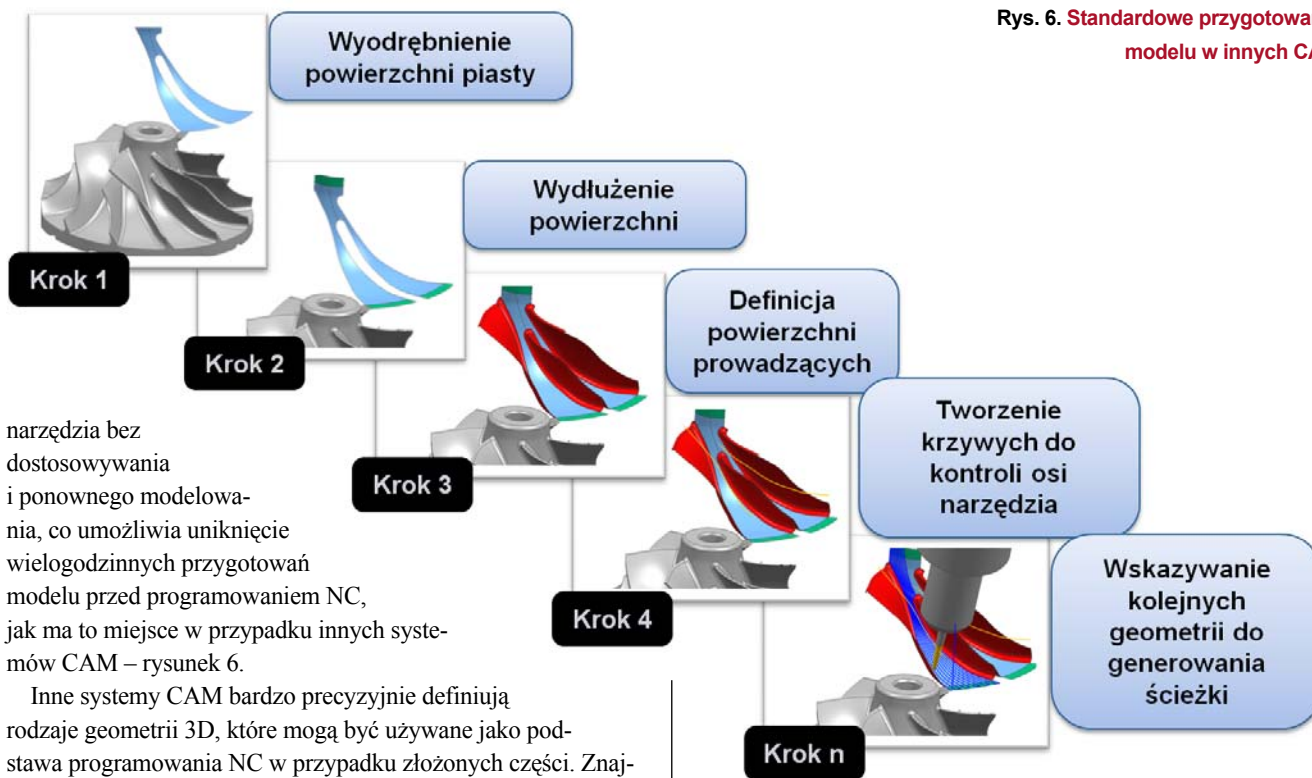 Rys. 6. Standardowe
modelu w innych
Wyodrębnienie
powierzchni piasty
Krok 1
Wydłużenie
powierzchni
Krok 2
Definicja
powierzchni
prowadzących
Krok 3
Tworzenie
krzywych do
kontroli osi
narzędzia
Krok 4
Wskazywanie
kolejnych
geometrii do
generowania
ścieżki
Krok n
narzędzia bez
dostosowywania
i ponownego modelowa-
nia, co umożliwia uniknięcie
wielogodzinnych przygotowań
modelu przed programowaniem NC,
jak ma to miejsce w przypadku innych syste-
mów CAM – rysunek 6.
Inne systemy CAM bardzo precyzyjnie definiują
rodzaje geometrii 3D, które mogą być używane jako pod-
stawa programowania NC w przypadku złożonych części. Znaj-